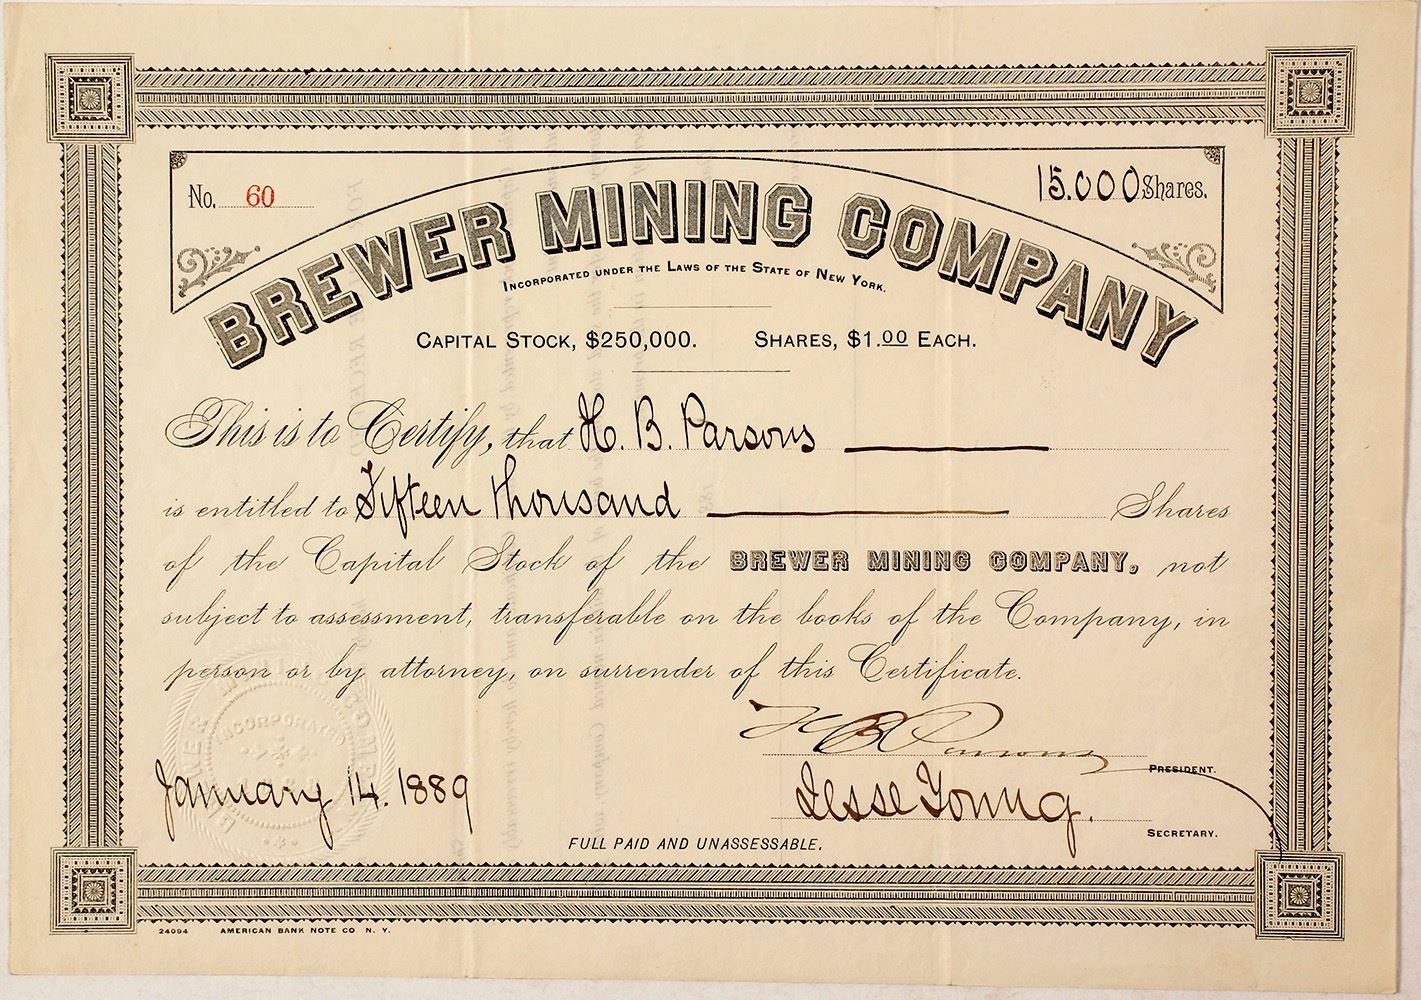 No. 60
15.000 Shares.
BREWER MINING COMPANY
INCORPORATED UNDER THE LAWS OF THE STATE OF NEW YORK.
CAPITAL STOCK, $250,000. SHARES, $1.00 EACH.
This is to Certify, that H. B. Parsons
is entitled to Fifteen thousand Shares
of the Capital Stock of the BREWER MINING COMPANY, not
subject to assessment, transferable on the books of the Company, in
person or by attorney, on surrender of this Certificate.
H B Parsons
PRESIDENT.
INCORPORATED
January 14. 1889
Jesse Young.
SECRETARY.
FULL PAID AND UNASSESSABLE.
24094 AMERICAN BANK NOTE CO N. Y.